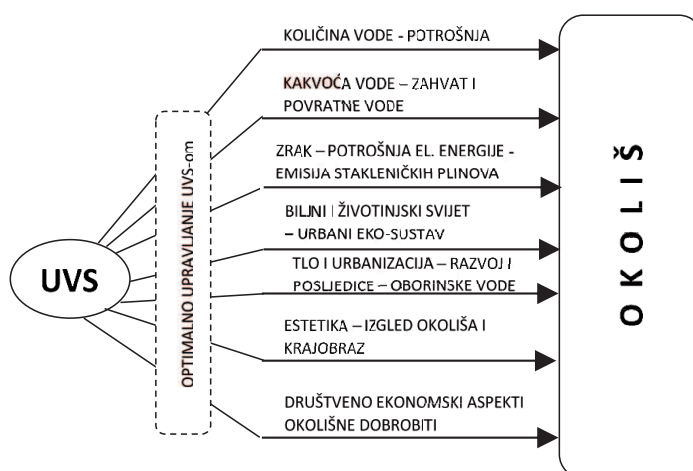 KOLIČINA VODE - POTROŠNJA
KAKVOĆA VODE – ZAHVAT I
POVRATNE VODE
ZRAK – POTROŠNJA EL. ENERGIJE -
EMISIJA STAKLENIČKIH PLINOVA
BILJNI I ŽIVOTINJSKI SVIJET
– URBANI EKO-SUSTAV
TLO I URBANIZACIJA – RAZVOJ I
POSLJEDICE – OBORINSKE VODE
ESTETIKA – IZGLED OKOLIŠA I
KRAJOBRAZ
DRUŠTVENO EKONOMSKI ASPEKTI
OKOLIŠNE DOBROBITI
UVS
OPTIMALNO UPRAVLJANJE UVS-om
OKOLIŠ